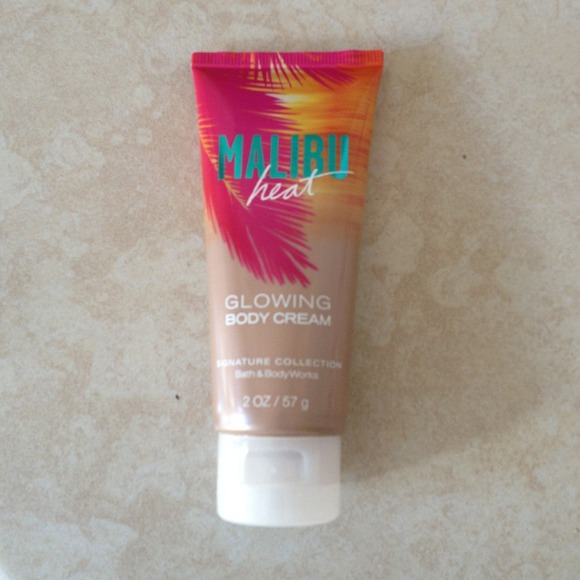 MALIBU
heat
GLOWING
BODY CREAM
SIGNATURE COLLECTION
Bath & Body Works
2 OZ / 57 g